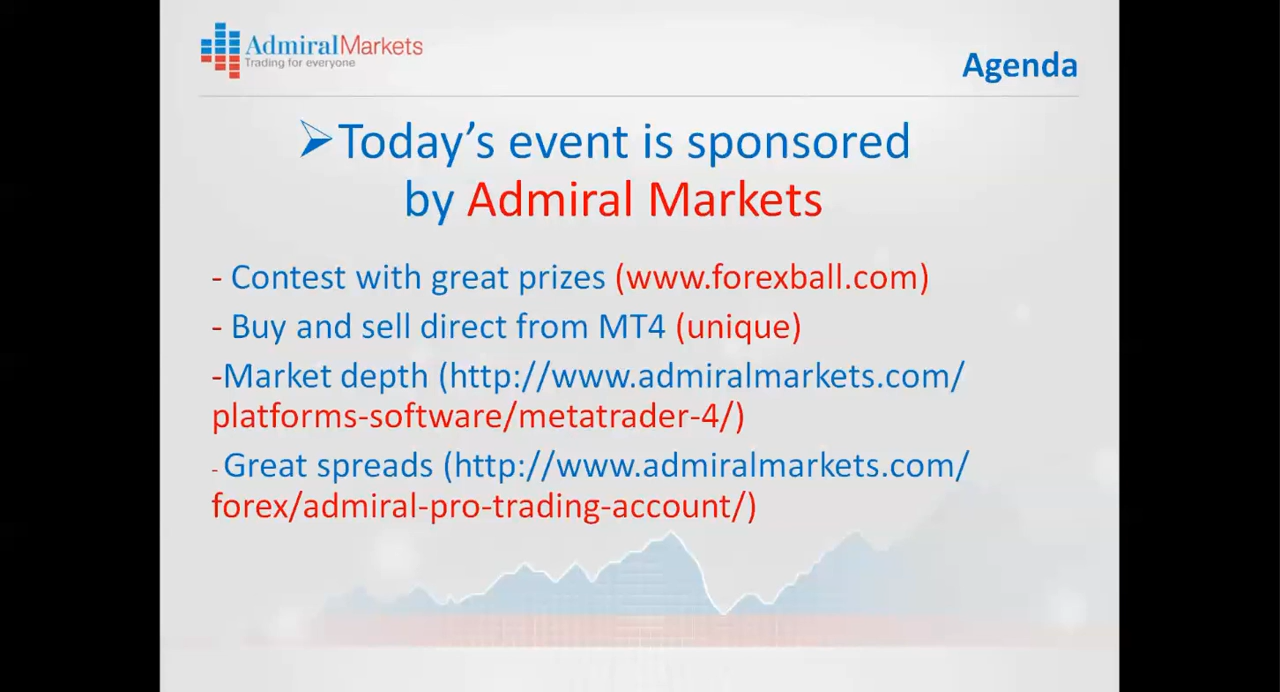 AdmiralMarkets
Trading for everyone
Agenda
➢Today’s event is sponsored
by Admiral Markets
- Contest with great prizes (www.forexball.com)
- Buy and sell direct from MT4 (unique)
-Market depth (http://www.admiralmarkets.com/
platforms-software/metatrader-4/)
- Great spreads (http://www.admiralmarkets.com/
forex/admiral-pro-trading-account/)